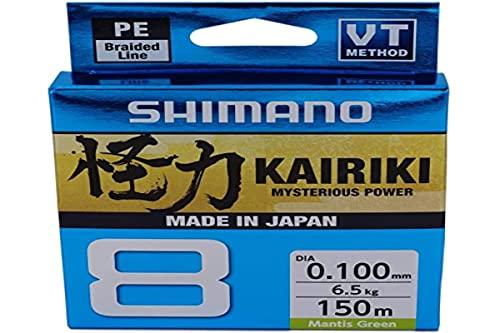 PE
Braided Line
VT
METHOD
SHIMANO
怪力 KAIRIKI
MYSTERIOUS POWER
MADE IN JAPAN
8
DIA
0.100mm
6.5kg
150m
Mantis Green